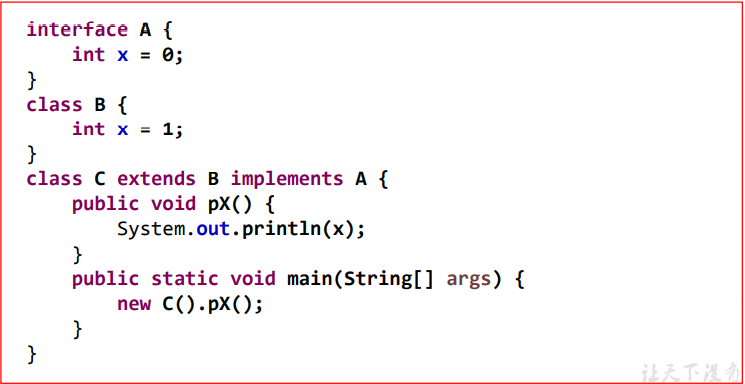 interface A {
    int x = 0;
}
class B {
    int x = 1;
}
class C extends B implements A {
    public void pX() {
        System.out.println(x);
    }
    public static void main(String[] args) {
        new C().pX();
    }
}
让天下没有